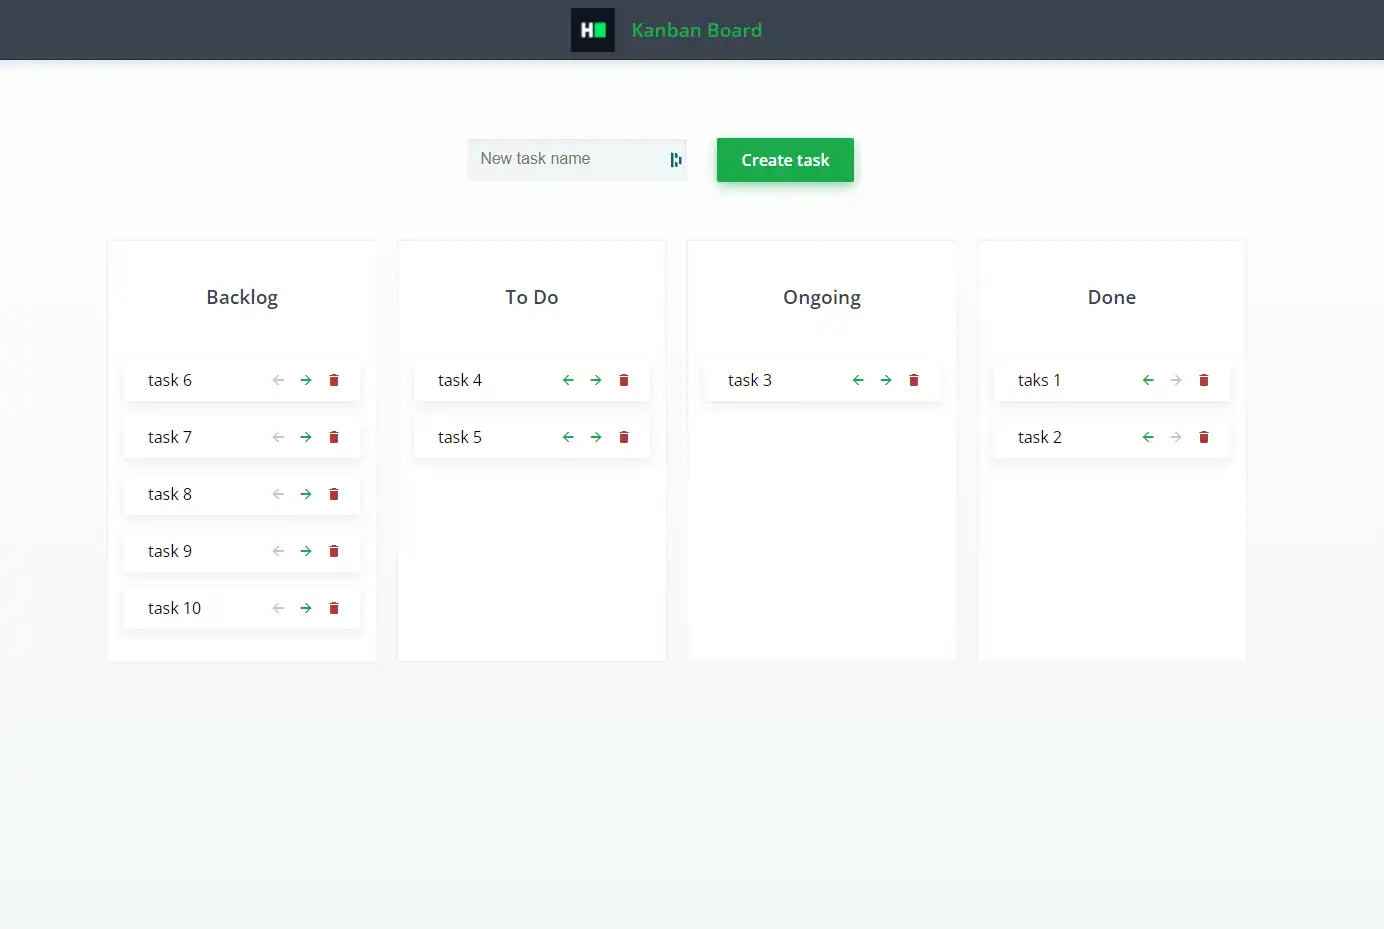 H
Kanban Board
New task name
Create task
Backlog
task 6
task 7
task 8
task 9
task 10
To Do
task 4
task 5
Ongoing
task 3
Done
taks 1
task 2